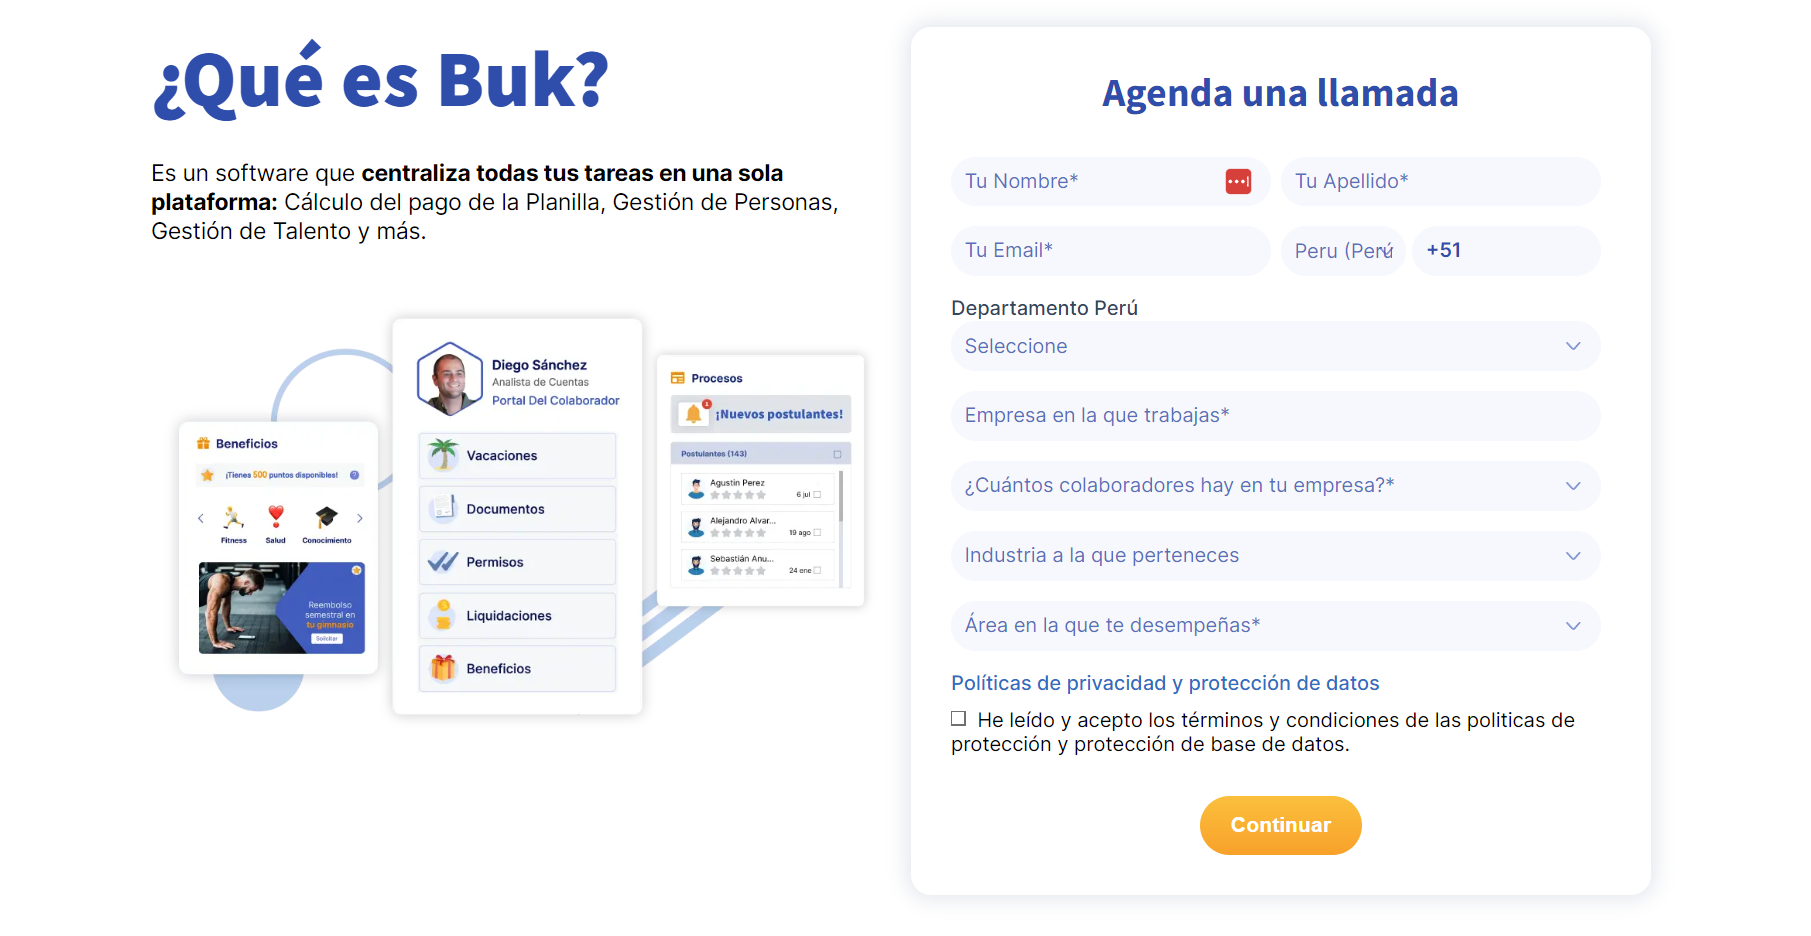 ¿Qué es Buk?
Es un software que centraliza todas tus tareas en una sola
plataforma: Cálculo del pago de la Planilla, Gestión de Personas,
Gestión de Talento y más.
Beneficios
¡Tienes 500 puntos disponibles!
?
Fitness
Salud
Conocimiento
Reembolso
semestral en
tu gimnasio
Solicitar
Diego Sánchez
Analista de Cuentas
Portal Del Colaborador
Vacaciones
Documentos
Permisos
Liquidaciones
Beneficios
Procesos
1
¡Nuevos postulantes!
Postulantes (143)
Agustin Perez
6 jul
Alejandro Alvar...
19 ago
Sebastián Anu...
24 ene
Agenda una llamada
Tu Nombre*
Tu Apellido*
Tu Email*
Peru (Perú
+51
Departamento Perú
Seleccione
Empresa en la que trabajas*
¿Cuántos colaboradores hay en tu empresa?*
Industria a la que perteneces
Área en la que te desempeñas*
Políticas de privacidad y protección de datos
He leído y acepto los términos y condiciones de las politicas de
protección y protección de base de datos.
Continuar